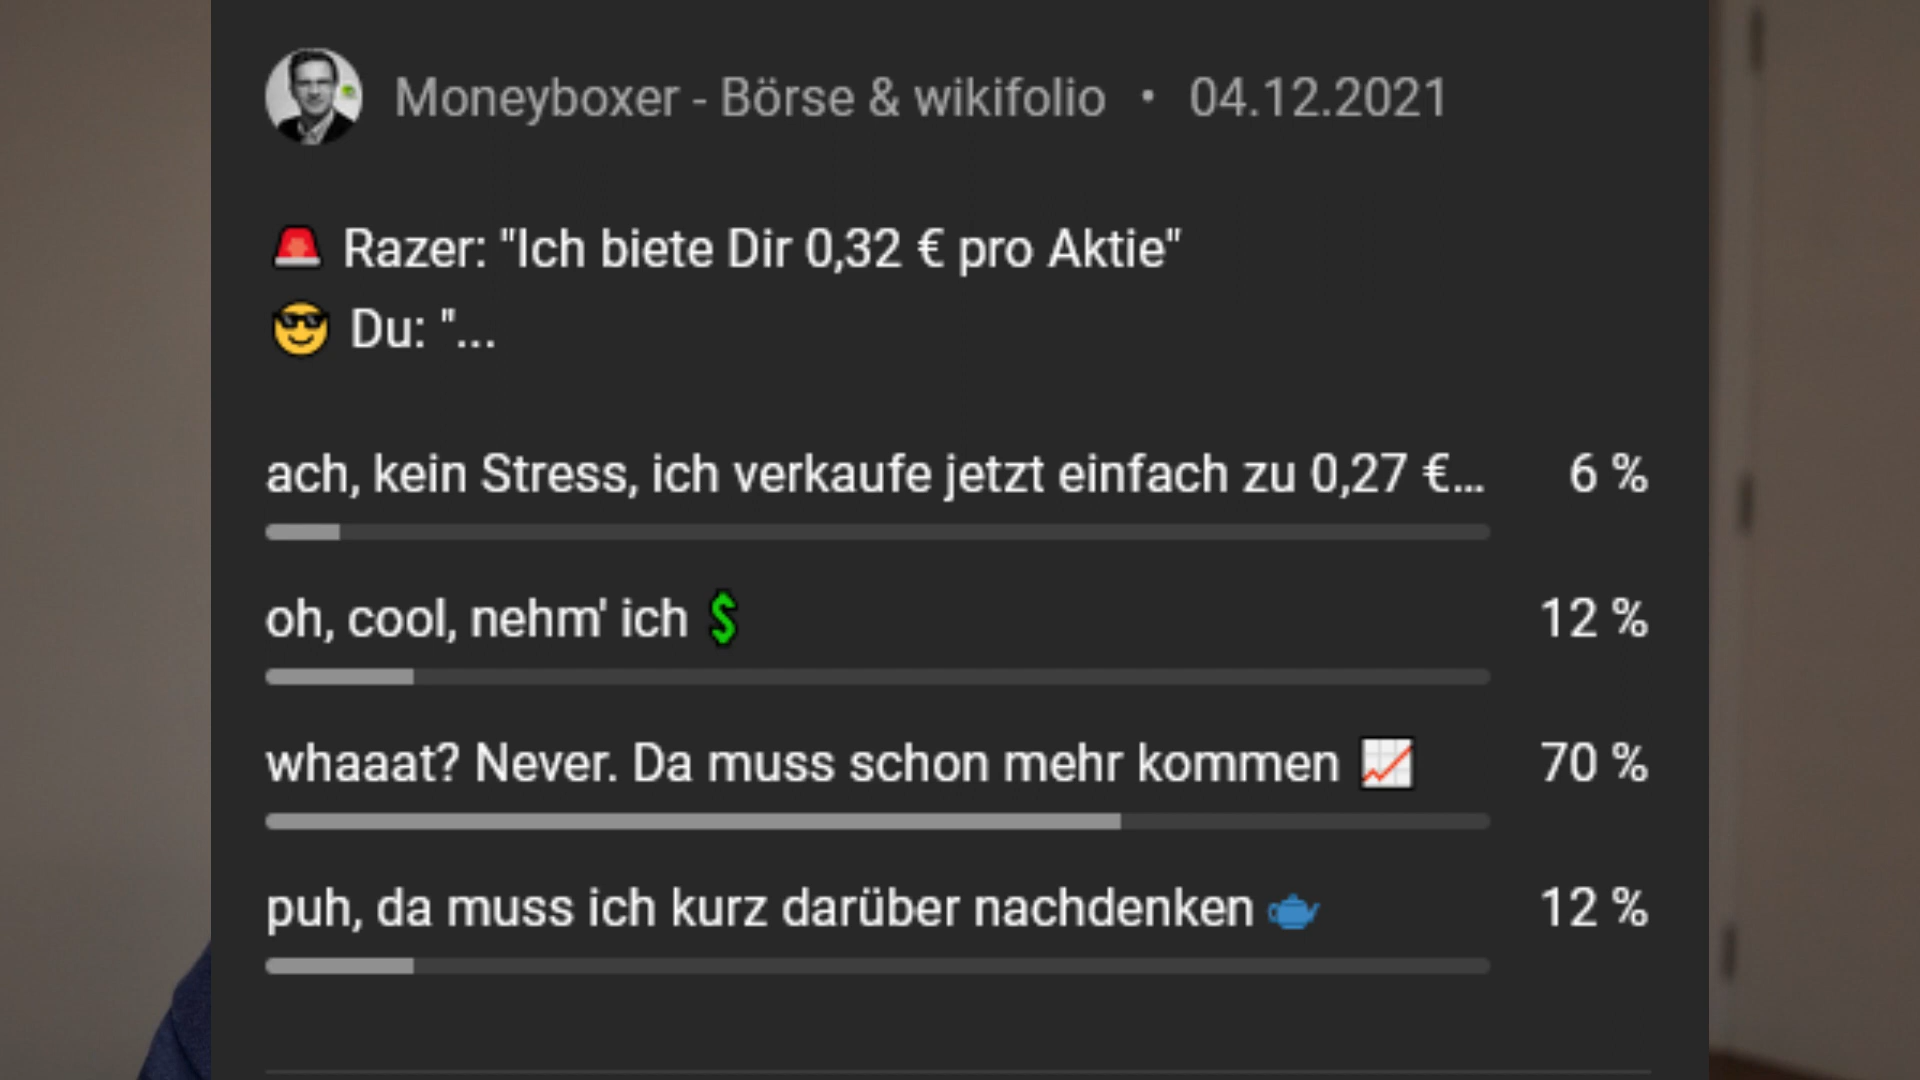 Moneyboxer - Börse & wikifolio • 04.12.2021
🚨 Razer: "Ich biete Dir 0,32 € pro Aktie"
😎 Du: "...
ach, kein Stress, ich verkaufe jetzt einfach zu 0,27 €... 6 %
oh, cool, nehm' ich 💲 12 %
whaaat? Never. Da muss schon mehr kommen 📈 70 %
puh, da muss ich kurz darüber nachdenken 🫖 12 %